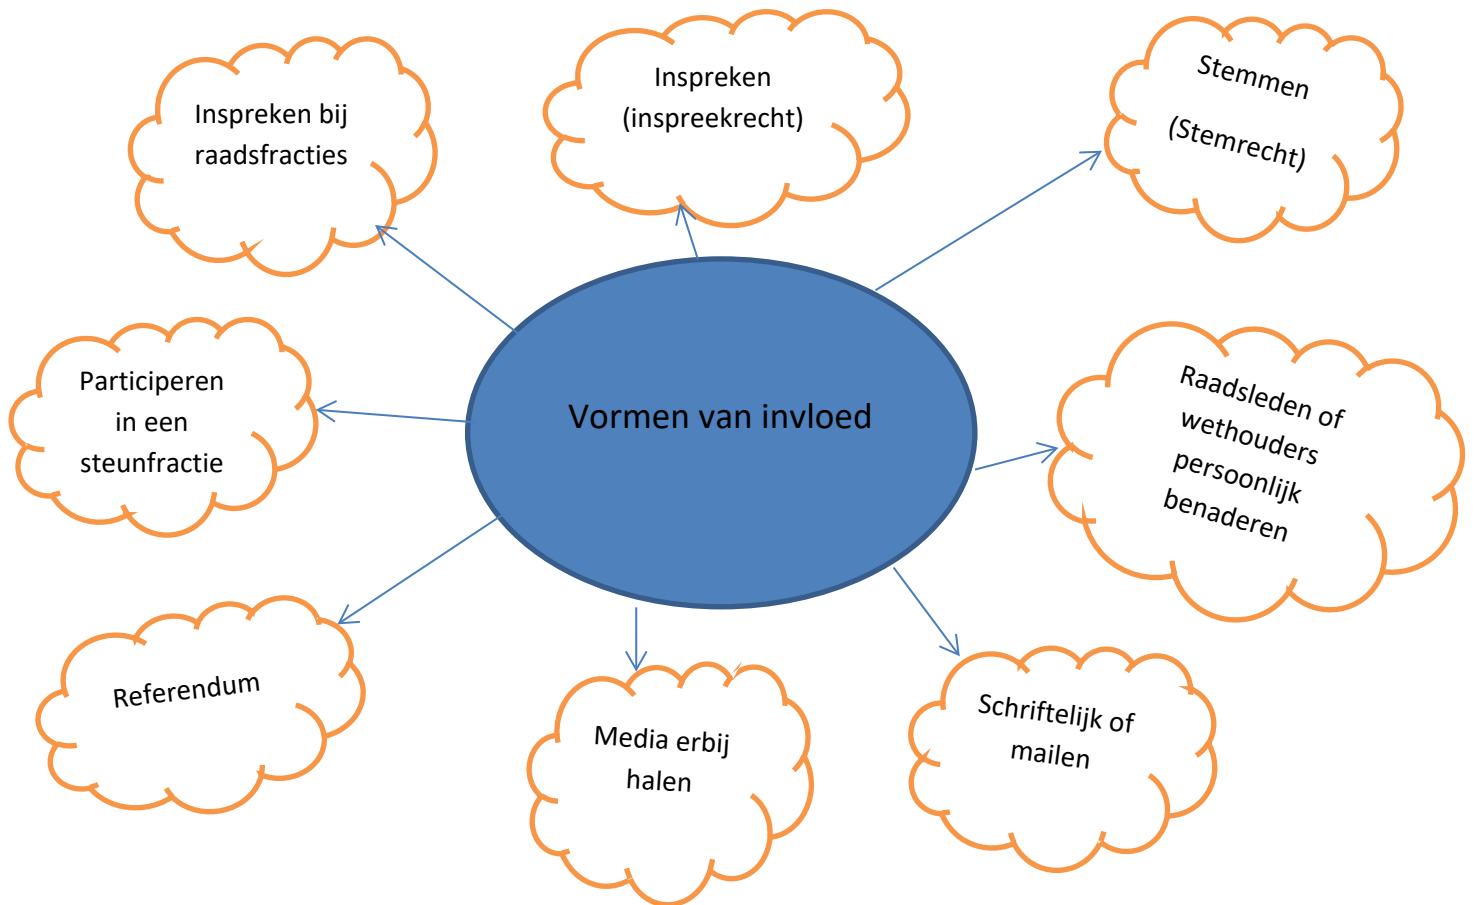 Inspreken bij
raadsfracties
Inspreken
(inspreekrecht)
Stemmen
(Stemrecht)
Participeren
in een
steunfractie
Vormen van invloed
Raadsleden of
wethouders
persoonlijk
benaderen
Referendum
Media erbij
halen
Schriftelijk of
mailen